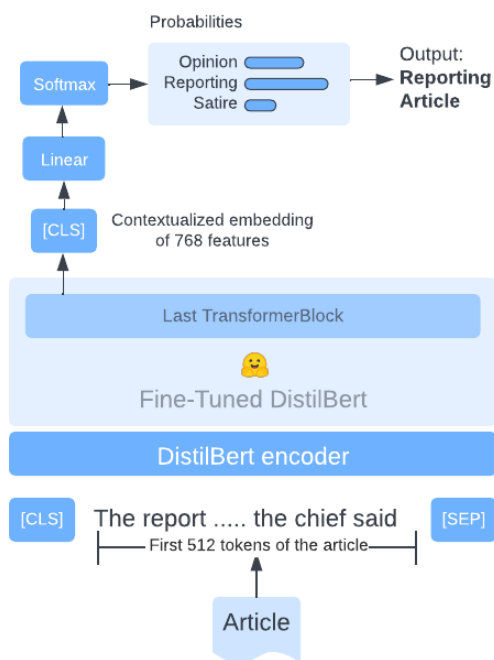 Probabilities
Opinion
Reporting
Satire
Output:
Reporting
Article
Softmax
Linear
[CLS]
Contextualized embedding
of 768 features
Last TransformerBlock
Fine-Tuned DistilBert
DistilBert encoder
[CLS] The report ..... the chief said [SEP]
First 512 tokens of the article
Article